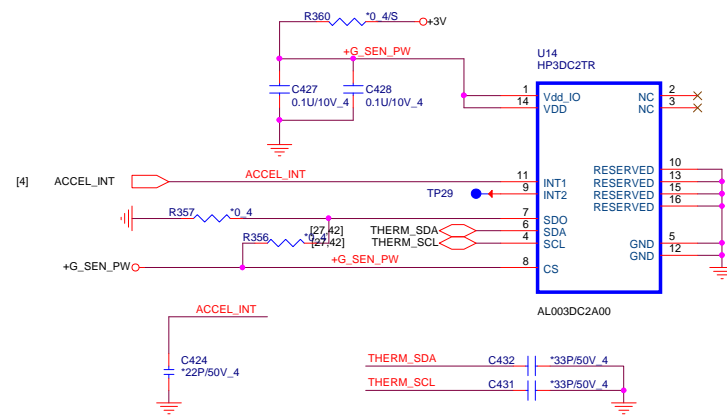 R360
*0_4/S
+3V
+G_SEN_PW
U14
HP3DC2TR
C427
0.1U/10V_4
C428
0.1U/10V_4
1
Vdd_IO
14
VDD
NC
2
NC
3
RESERVED
10
RESERVED
13
RESERVED
15
RESERVED
16
[4]
ACCEL_INT
ACCEL_INT
11
INT1
TP29
9
INT2
R357
*0_4
7
SDO
[27,42]
THERM_SDA
6
SDA
R356
*0_4
[27,42]
THERM_SCL
4
SCL
GND
5
GND
12
+G_SEN_PW
+G_SEN_PW
8
CS
AL003DC2A00
ACCEL_INT
C424
*22P/50V_4
THERM_SDA
C432
*33P/50V_4
THERM_SCL
C431
*33P/50V_4